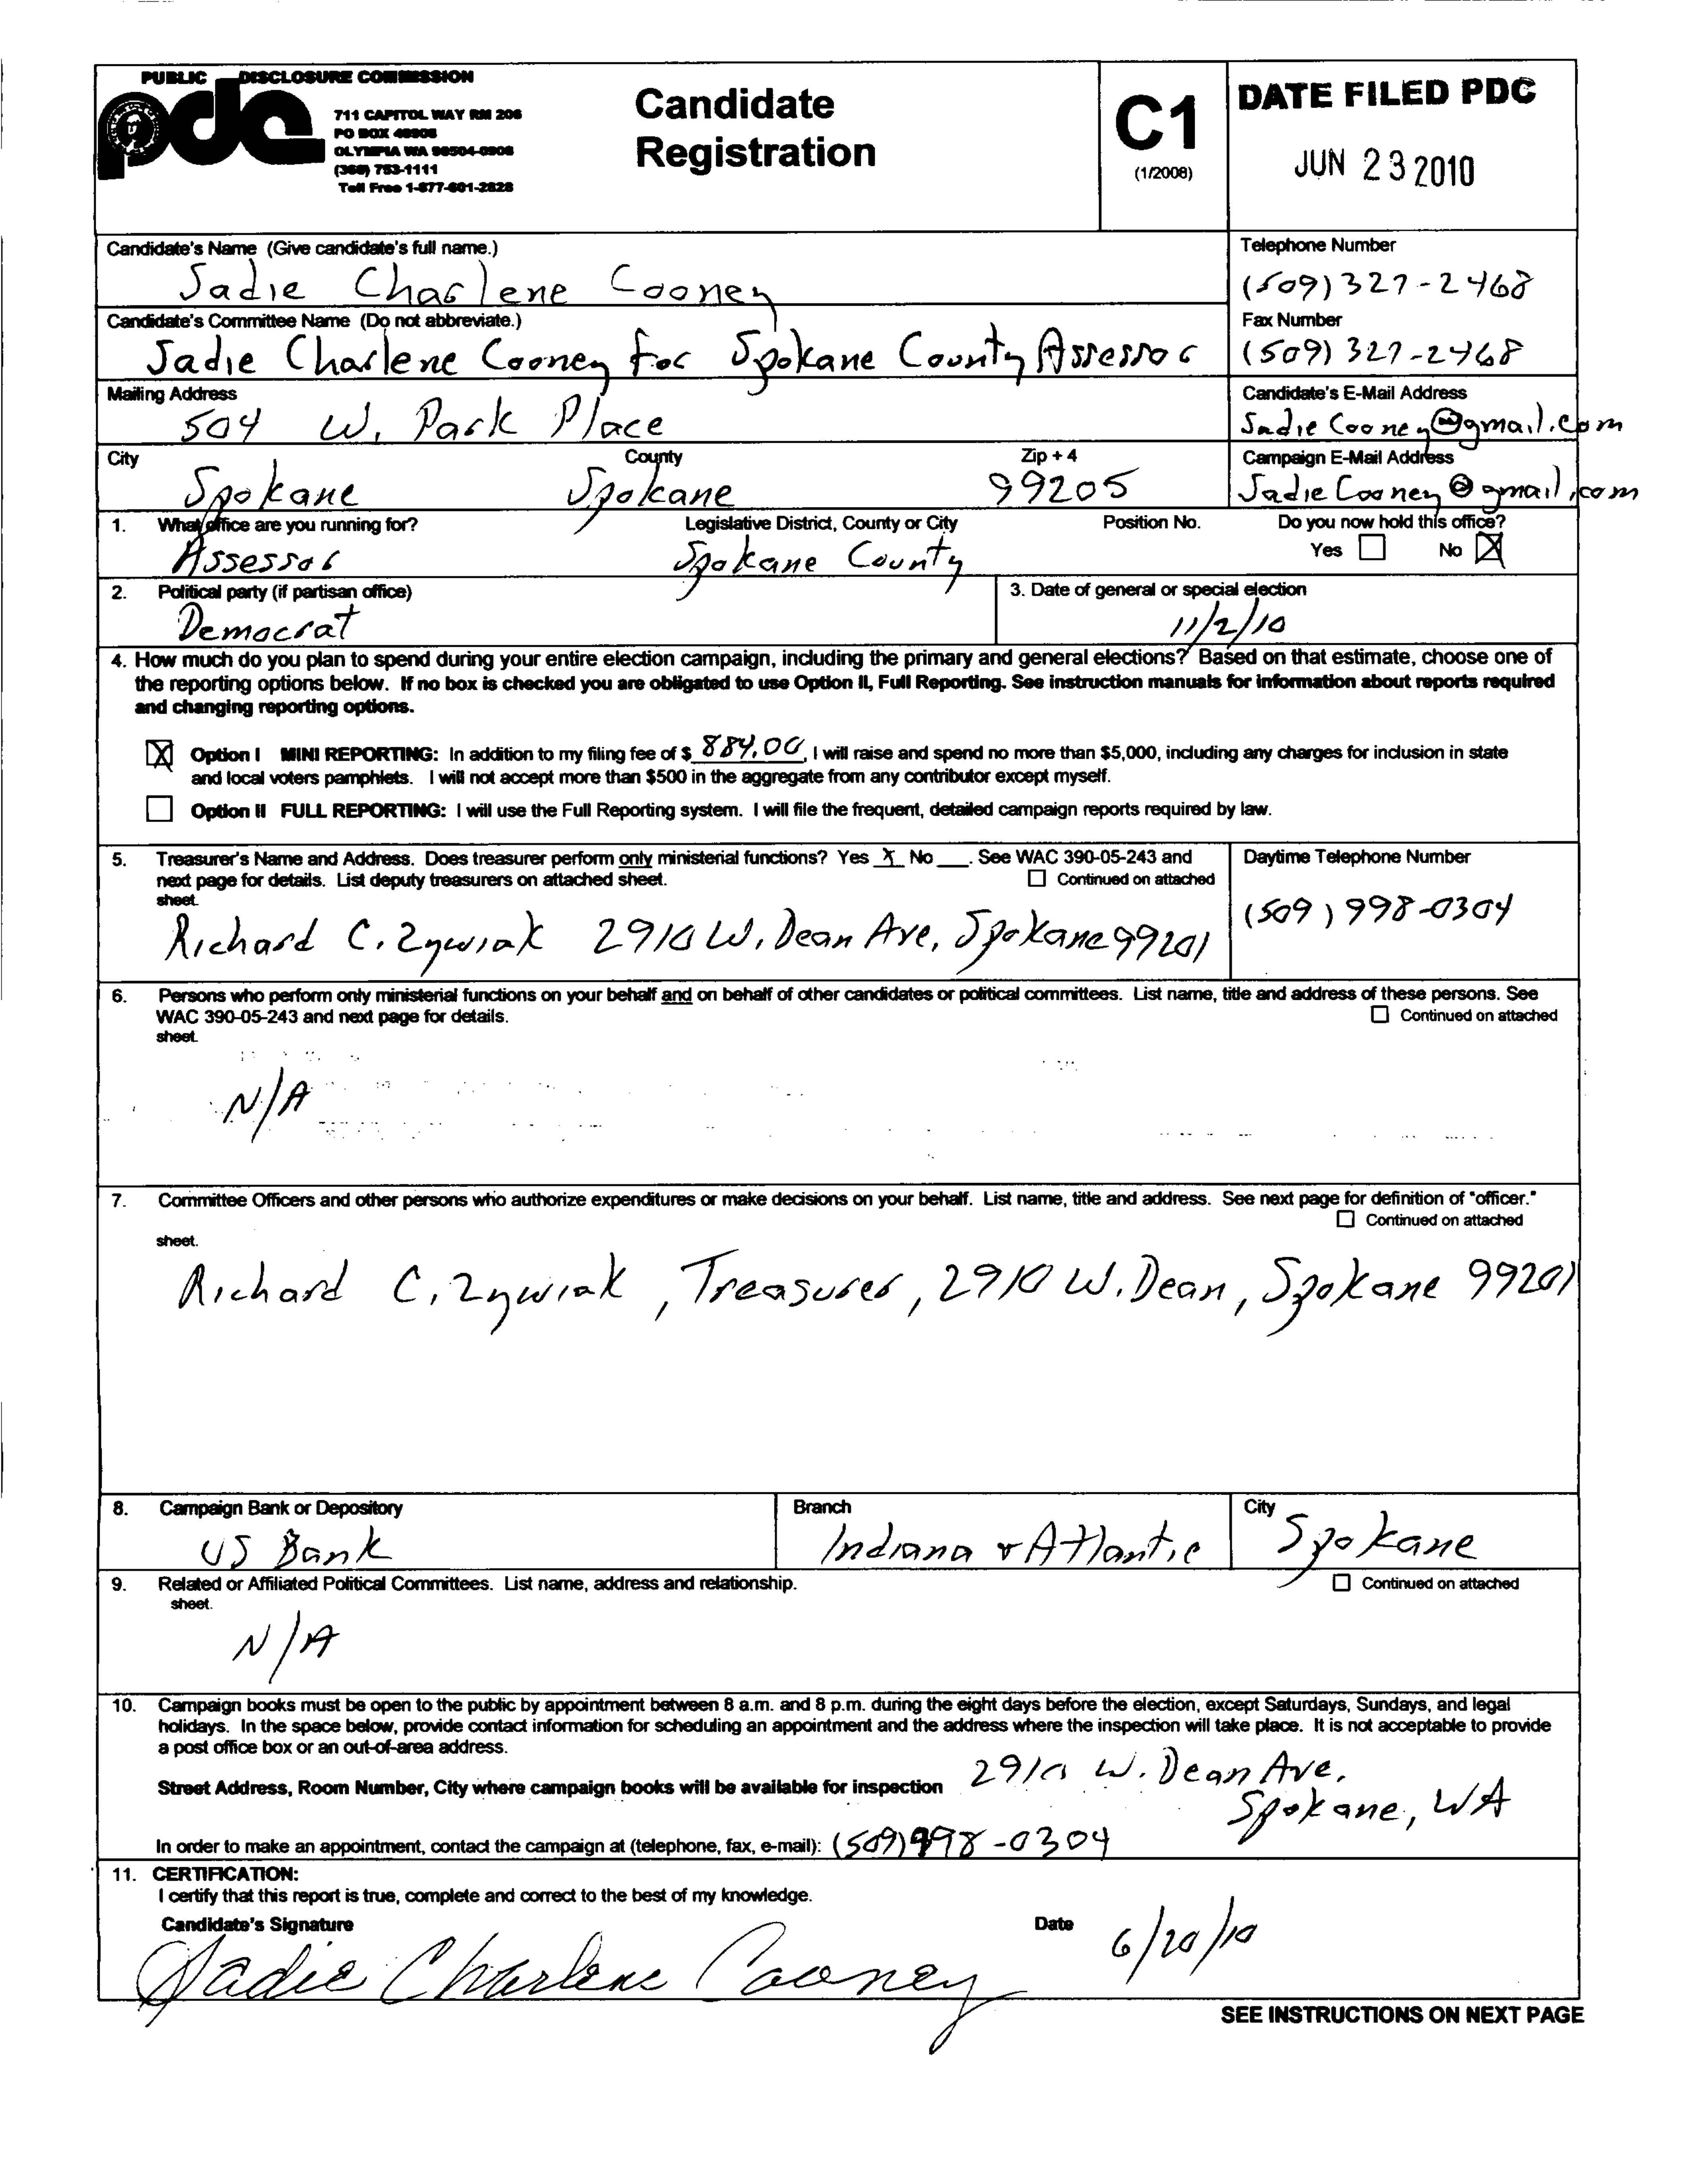 PUBLIC DISCLOSURE COMMISSION
pdc
711 CAPITOL WAY RM 206
PO BOX 40908
OLYMPIA WA 98504-0908
(360) 753-1111
Toll Free 1-877-601-2828
Candidate
Registration
C1
(1/2008)
DATE FILED PDC
JUN 23 2010
Candidate's Name (Give candidate's full name.)
Sadie Charlene Cooney
Telephone Number
(509) 327-2468
Candidate's Committee Name (Do not abbreviate.)
Sadie Charlene Cooney for Spokane County Assessor
Fax Number
(509) 327-2468
Mailing Address
504 W. Park Place
Candidate's E-Mail Address
SadieCooney@gmail.com
City County Zip + 4
Spokane Spokane 99205
Campaign E-Mail Address
SadieCooney@gmail.com
1. What office are you running for? Legislative District, County or City Position No. Do you now hold this office?
Assessor Spokane County Yes No X
2. Political party (if partisan office)
Democrat
3. Date of general or special election
11/2/10
4. How much do you plan to spend during your entire election campaign, including the primary and general elections? Based on that estimate, choose one of
the reporting options below. If no box is checked you are obligated to use Option II, Full Reporting. See instruction manuals for information about reports required
and changing reporting options.
X Option I MINI REPORTING: In addition to my filing fee of $ 884.00, I will raise and spend no more than $5,000, including any charges for inclusion in state
and local voters pamphlets. I will not accept more than $500 in the aggregate from any contributor except myself.
Option II FULL REPORTING: I will use the Full Reporting system. I will file the frequent, detailed campaign reports required by law.
5. Treasurer's Name and Address. Does treasurer perform only ministerial functions? Yes X No ___. See WAC 390-05-243 and
next page for details. List deputy treasurers on attached sheet. Continued on attached
sheet.
Richard C. Zywiak 2910 W. Dean Ave, Spokane 99201
Daytime Telephone Number
(509) 998-0304
6. Persons who perform only ministerial functions on your behalf and on behalf of other candidates or political committees. List name, title and address of these persons. See
WAC 390-05-243 and next page for details. Continued on attached
sheet.
N/A
7. Committee Officers and other persons who authorize expenditures or make decisions on your behalf. List name, title and address. See next page for definition of "officer."
Continued on attached
sheet.
Richard C. Zywiak, Treasurer, 2910 W. Dean, Spokane 99201
8. Campaign Bank or Depository
US Bank
Branch
Indiana & Atlantic
City
Spokane
9. Related or Affiliated Political Committees. List name, address and relationship. Continued on attached
sheet.
N/A
10. Campaign books must be open to the public by appointment between 8 a.m. and 8 p.m. during the eight days before the election, except Saturdays, Sundays, and legal
holidays. In the space below, provide contact information for scheduling an appointment and the address where the inspection will take place. It is not acceptable to provide
a post office box or an out-of-area address.
Street Address, Room Number, City where campaign books will be available for inspection 2910 W. Dean Ave.
Spokane, WA
In order to make an appointment, contact the campaign at (telephone, fax, e-mail): (509) 998-0304
11. CERTIFICATION:
I certify that this report is true, complete and correct to the best of my knowledge.
Candidate's Signature Date 6/20/10
Sadie Charlene Cooney
SEE INSTRUCTIONS ON NEXT PAGE